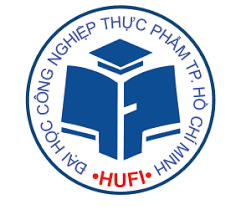 ĐẠI HỌC CÔNG NGHIỆP THỰC PHẨM TP. HỒ CHÍ MINH
•HUFI•